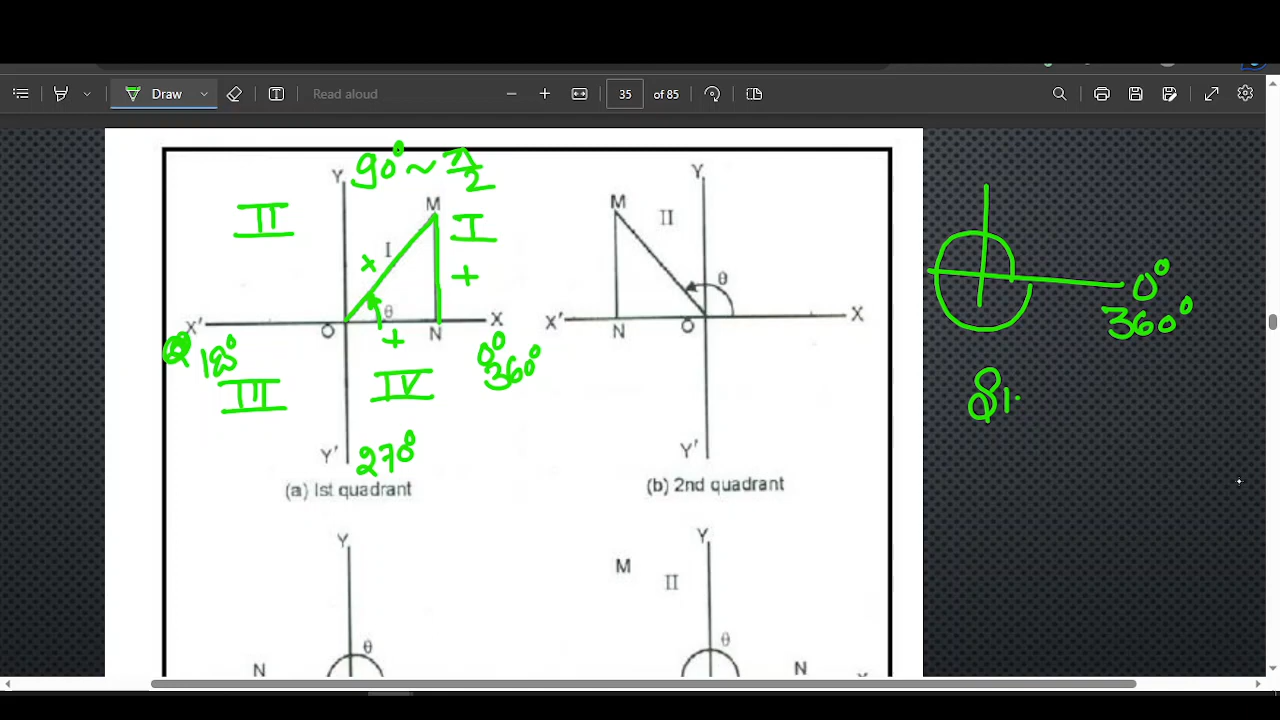 Draw
Read aloud
35 of 85
90° ~ π/2
Y
M
II
I
I
x
+
θ
X' O + N X
180° 0°
360°
III
IV
Y' 270°
(a) Ist quadrant
Y
M
II
θ
X' N O X
Y'
(b) 2nd quadrant
0°
360°
Y
θ
N
Y
M
II
θ
N